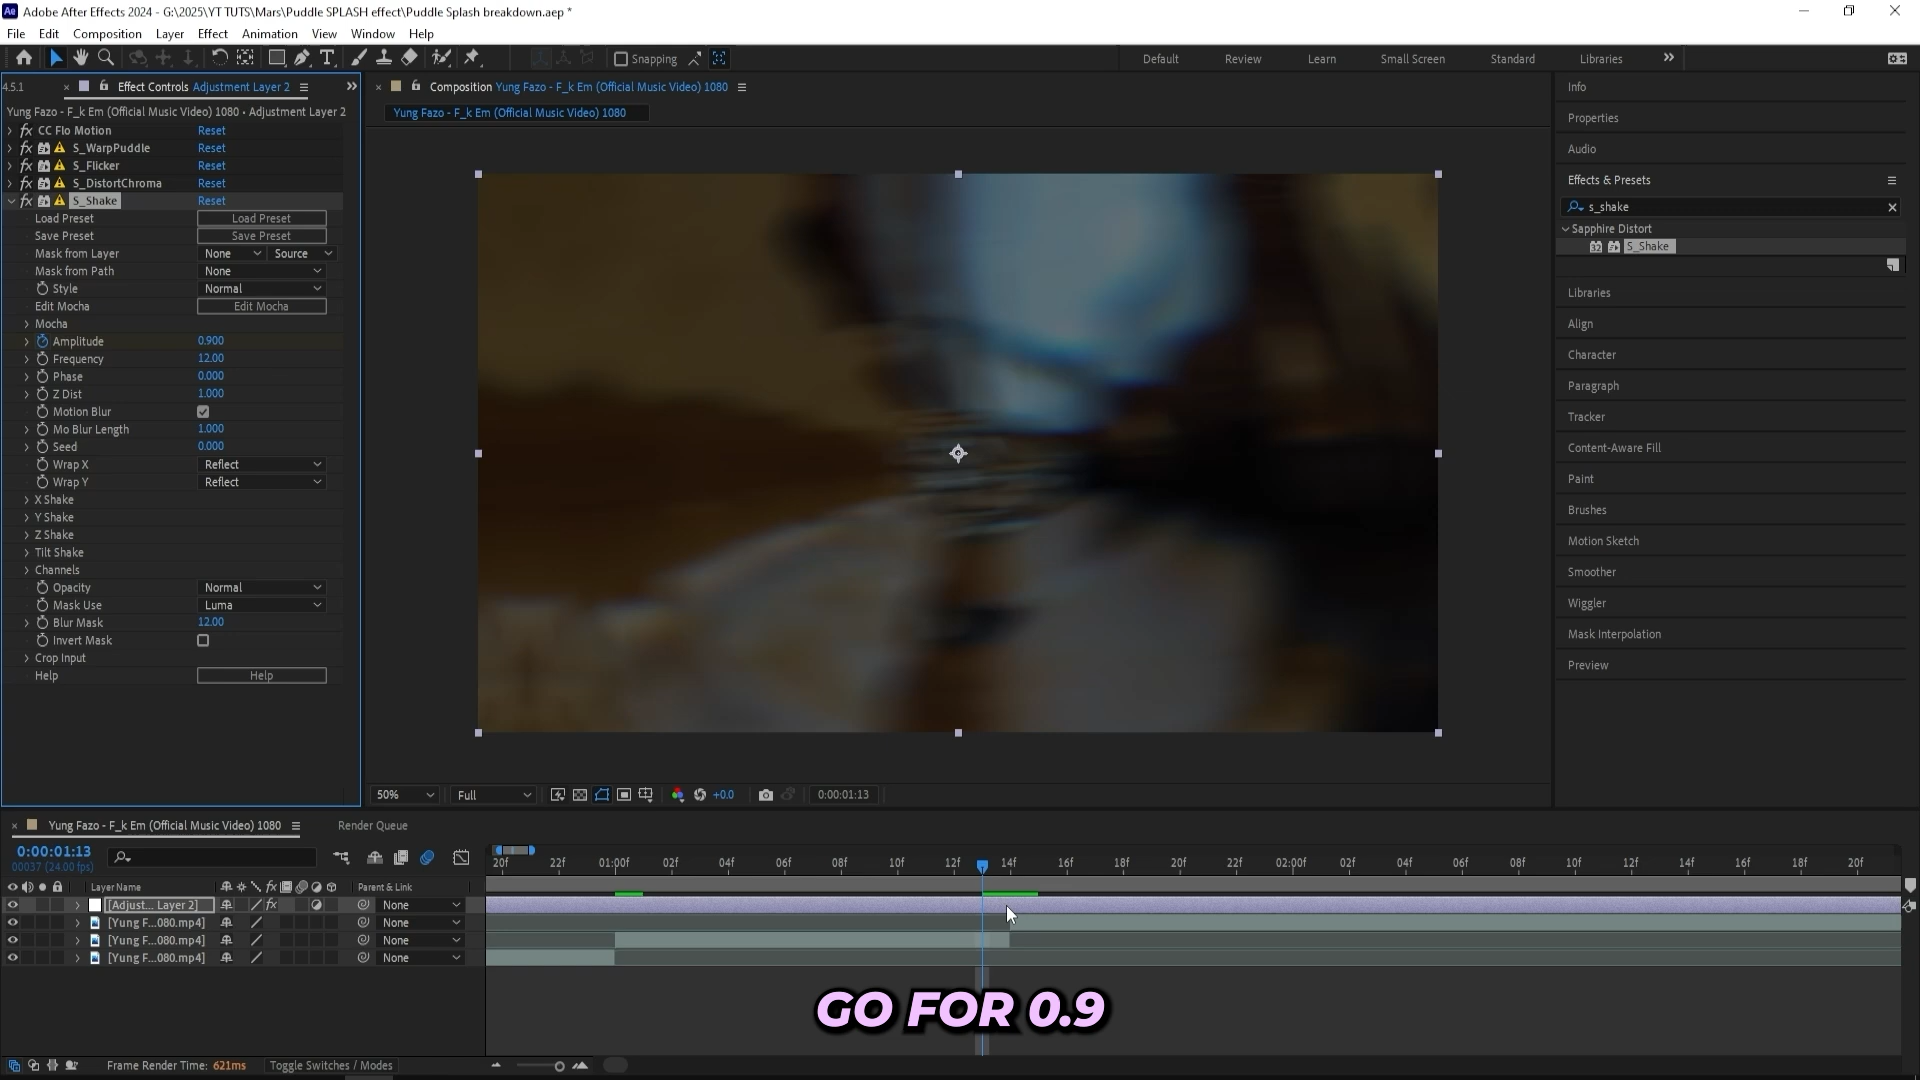 Ae Adobe After Effects 2024 - G:\2025\YT TUTS\Mars\Puddle SPLASH effect\Puddle Splash breakdown.aep *
File Edit Composition Layer Effect Animation View Window Help
Snapping Default Review Learn Small Screen Standard Libraries
4.5.1 Effect Controls Adjustment Layer 2
Composition Yung Fazo - F_k Em (Official Music Video) 1080
Yung Fazo - F_k Em (Official Music Video) 1080 • Adjustment Layer 2
Yung Fazo - F_k Em (Official Music Video) 1080
fx CC Flo Motion Reset
fx S_WarpPuddle Reset
fx S_Flicker Reset
fx S_DistortChroma Reset
fx S_Shake Reset
Load Preset Load Preset
Save Preset Save Preset
Mask from Layer None Source
Mask from Path None
Style Normal
Edit Mocha Edit Mocha
Mocha
Amplitude 0.900
Frequency 12.00
Phase 0.000
Z Dist 1.000
Motion Blur
Mo Blur Length 1.000
Seed 0.000
Wrap X Reflect
Wrap Y Reflect
X Shake
Y Shake
Z Shake
Tilt Shake
Channels
Opacity Normal
Mask Use Luma
Blur Mask 12.00
Invert Mask
Crop Input
Help Help
Info
Properties
Audio
Effects & Presets
s_shake
Sapphire Distort
32 S_Shake
Libraries
Align
Character
Paragraph
Tracker
Content-Aware Fill
Paint
Brushes
Motion Sketch
Smoother
Wiggler
Mask Interpolation
Preview
50% Full +0.0 0:00:01:13
Yung Fazo - F_k Em (Official Music Video) 1080 Render Queue
0:00:01:13
00037 (24.00 fps)
20f 22f 01:00f 02f 04f 06f 08f 10f 12f 14f 16f 18f 20f 22f 02:00f 02f 04f 06f 08f 10f 12f 14f 16f 18f 20f
Layer Name fx Parent & Link
[Adjust... Layer 2] fx None
[Yung F...080.mp4] None
[Yung F...080.mp4] None
[Yung F...080.mp4] None
GO FOR 0.9
Frame Render Time: 621ms Toggle Switches / Modes